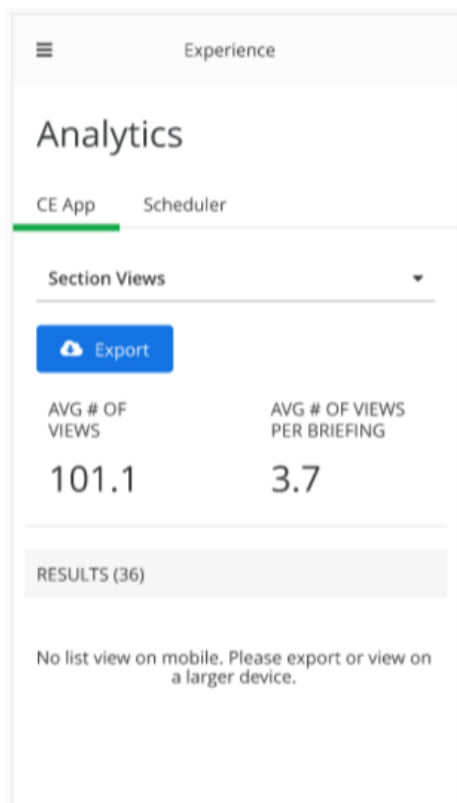 Experience
Analytics
CE App Scheduler
Section Views
Export
AVG # OF
VIEWS
AVG # OF VIEWS
PER BRIEFING
101.1
3.7
RESULTS (36)
No list view on mobile. Please export or view on
a larger device.